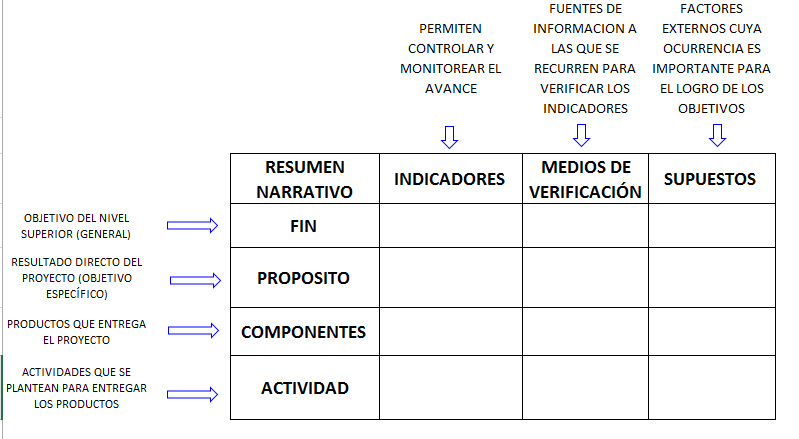 PERMITEN
CONTROLAR Y
MONITOREAR EL
AVANCE
FUENTES DE
INFORMACION A
LAS QUE SE
RECURREN PARA
VERIFICAR LOS
INDICADORES
FACTORES
EXTERNOS CUYA
OCURRENCIA ES
IMPORTANTE PARA
EL LOGRO DE LOS
OBJETIVOS
RESUMEN
NARRATIVO
INDICADORES
MEDIOS DE
VERIFICACIÓN
SUPUESTOS
OBJETIVO DEL NIVEL
SUPERIOR (GENERAL)
FIN
RESULTADO DIRECTO DEL
PROYECTO (OBJETIVO
ESPECÍFICO)
PROPOSITO
PRODUCTOS QUE ENTREGA
EL PROYECTO
COMPONENTES
ACTIVIDADES QUE SE
PLANTEAN PARA ENTREGAR
LOS PRODUCTOS
ACTIVIDAD